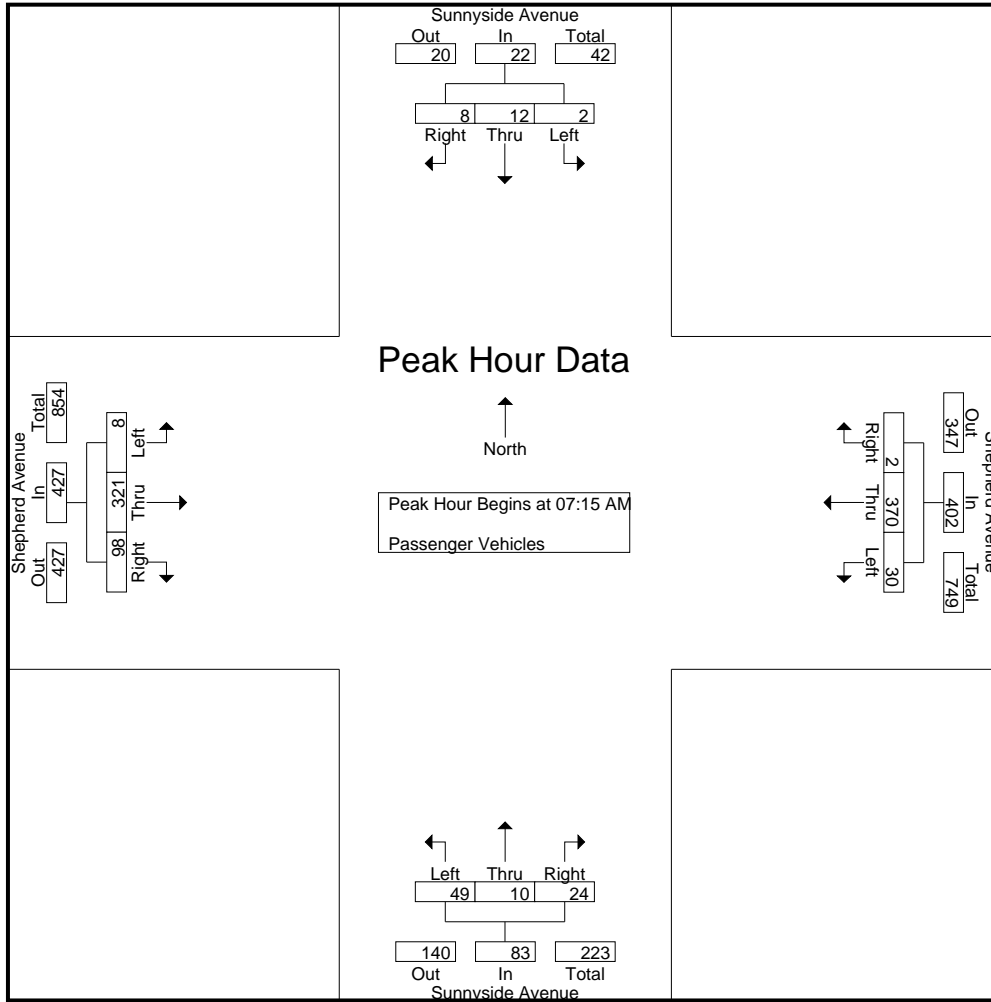 Sunnyside Avenue
Out In Total
20 22 42
8 12 2
Right Thru Left
Peak Hour Data
North
Peak Hour Begins at 07:15 AM
Passenger Vehicles
Shepherd Avenue
Total In Out
854 427 427
8 321 98
Left Thru Right
Shepherd Avenue
Out In Total
347 402 749
2 370 30
Right Thru Left
Left Thru Right
49 10 24
140 83 223
Out In Total
Sunnyside Avenue